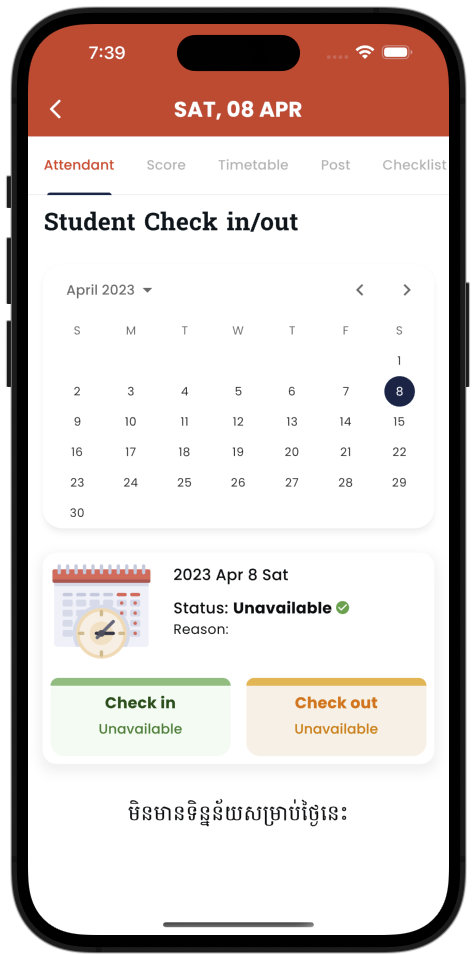 7:39
SAT, 08 APR
Attendant Score Timetable Post Checklist
Student Check in/out
April 2023
S M T W T F S
1
2 3 4 5 6 7 8
9 10 11 12 13 14 15
16 17 18 19 20 21 22
23 24 25 26 27 28 29
30
2023 Apr 8 Sat
Status: Unavailable
Reason:
Check in Check out
Unavailable Unavailable
មិនមានទិន្នន័យសម្រាប់ថ្ងៃនេះ